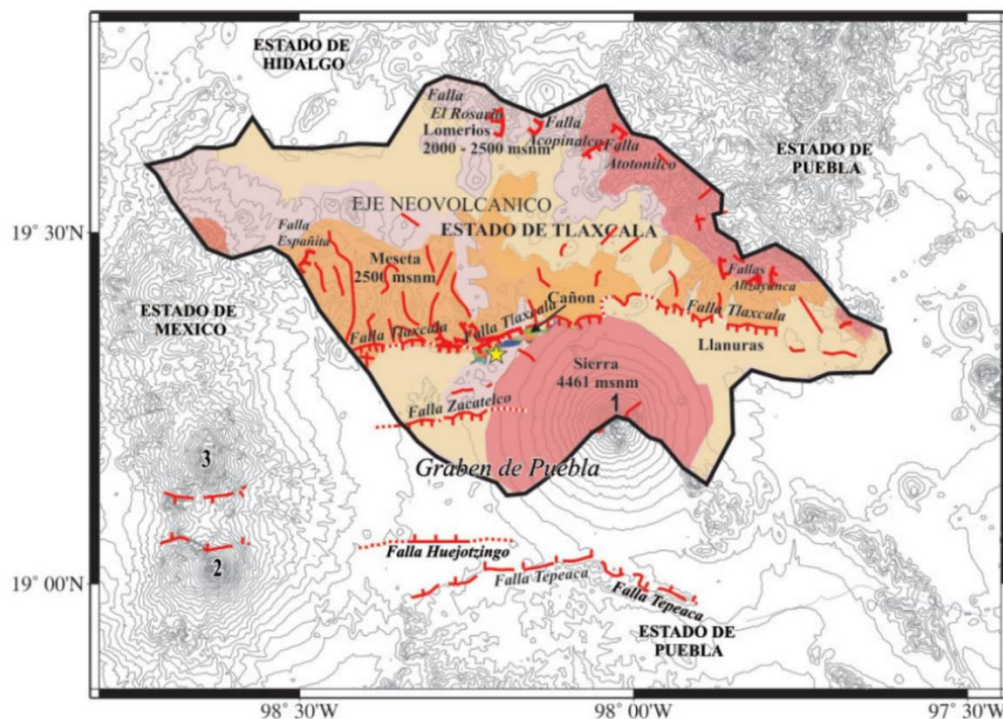 ESTADO DE
HIDALGO
Falla
El Rosario
Lomerios
2000 - 2500 msnm
Falla
Acopinalco
Falla
Atotonilco
ESTADO DE
PUEBLA
EJE NEOVOLCANICO
ESTADO DE TLAXCALA
19° 30'
Falla
Españita
Meseta
2500 msnm
Fallas
Altzayanca
Cañon
ESTADO DE
MEXICO
Falla Tlaxcala
Falla Tlaxcala
Falla Tlaxcala
Llanuras
Sierra
4461 msnm
1
Falla Zacatelco
Graben de Puebla
3
Falla Huejotzingo
2
19° 00'
Falla Tepeaca
Falla Tepeaca
ESTADO DE
PUEBLA
98° 30'
98° 00'
97° 30'